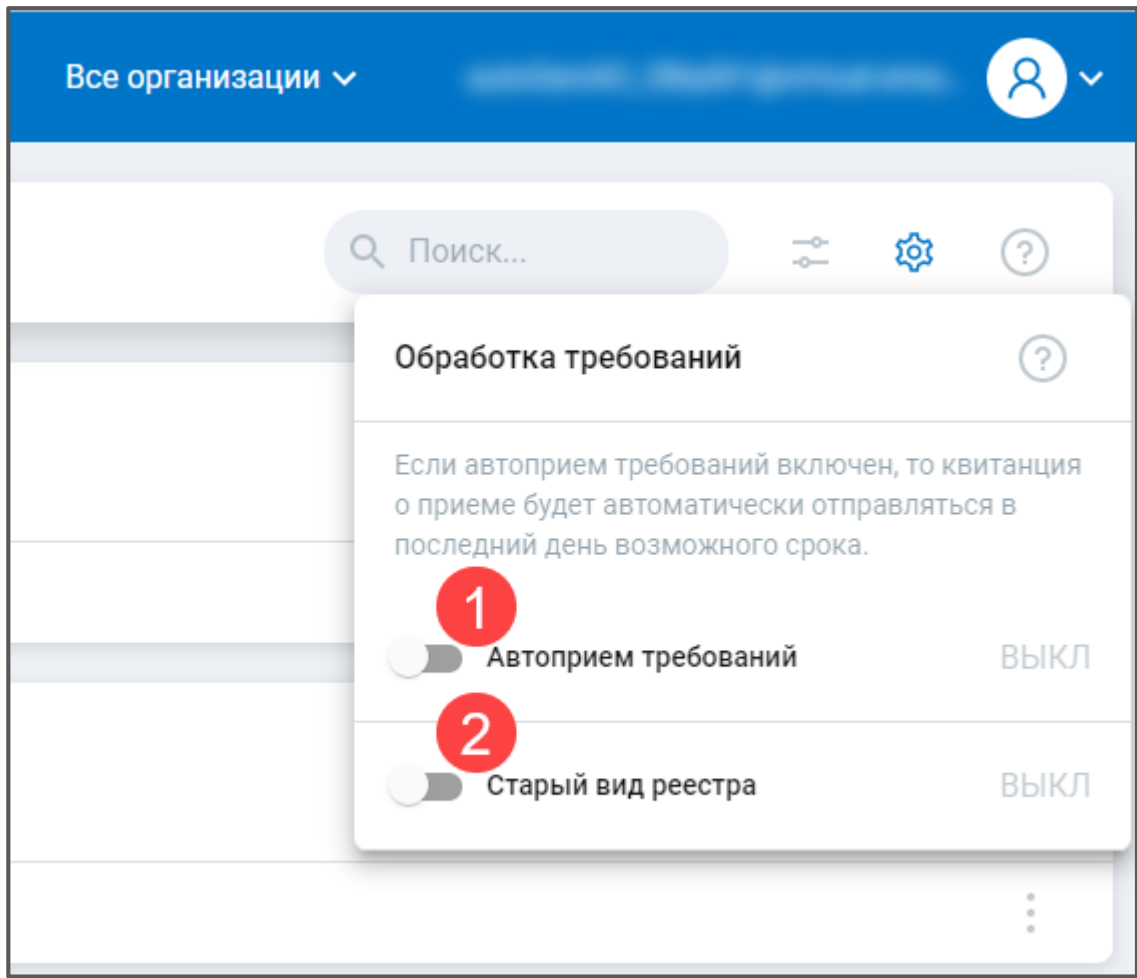 Все организации
Поиск...
Обработка требований
Если автоприем требований включен, то квитанция
о приеме будет автоматически отправляться в
последний день возможного срока.
1
Автоприем требований ВЫКЛ
2
Старый вид реестра ВЫКЛ